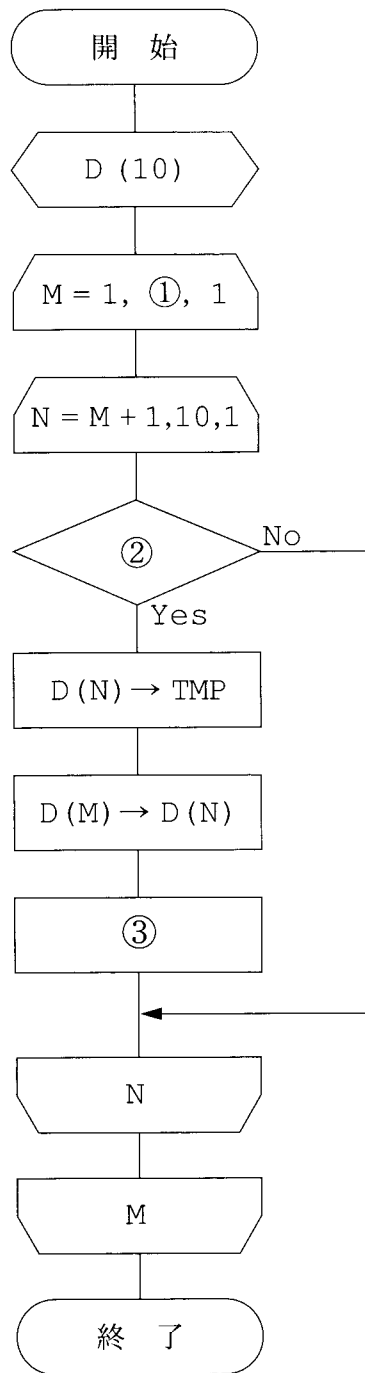 開 始
D (10)
M = 1, ①, 1
N = M + 1,10,1
②
No
Yes
D (N) → TMP
D (M) → D (N)
③
N
M
終 了